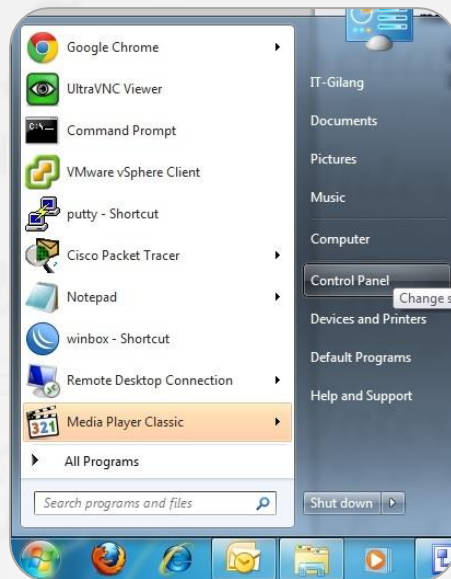 Google Chrome
UltraVNC Viewer
Command Prompt
VMware vSphere Client
putty - Shortcut
Cisco Packet Tracer
Notepad
winbox - Shortcut
Remote Desktop Connection
321
Media Player Classic
All Programs
Search programs and files
IT-Gilang
Documents
Pictures
Music
Computer
Control Panel
Change s
Devices and Printers
Default Programs
Help and Support
Shut down